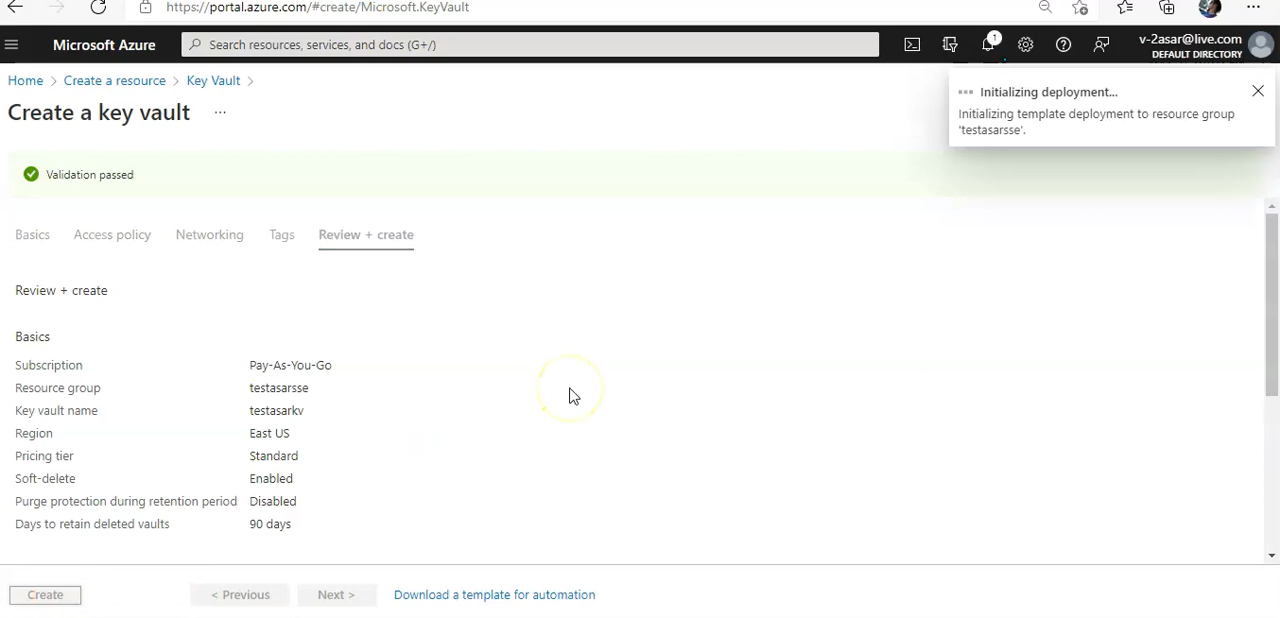 https://portal.azure.com/#create/Microsoft.KeyVault
Microsoft Azure
Search resources, services, and docs (G+/)
1
v-2asar@live.com
DEFAULT DIRECTORY
Home > Create a resource > Key Vault >
Create a key vault ...
Initializing deployment...
Initializing template deployment to resource group
'testasarsse'.
Validation passed
Basics Access policy Networking Tags Review + create
Review + create
Basics
Subscription Pay-As-You-Go
Resource group testasarsse
Key vault name testasarkv
Region East US
Pricing tier Standard
Soft-delete Enabled
Purge protection during retention period Disabled
Days to retain deleted vaults 90 days
Create < Previous Next > Download a template for automation